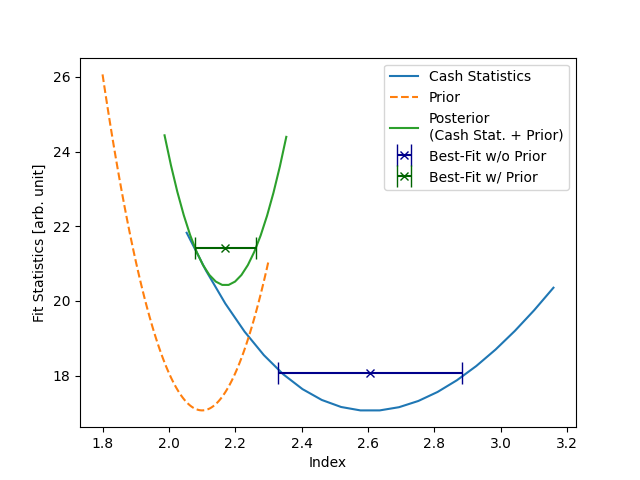 Cash Statistics
Prior
Posterior
(Cash Stat. + Prior)
Best-Fit w/o Prior
Best-Fit w/ Prior
Fit Statistics [arb. unit]
26
24
22
20
18
1.8 2.0 2.2 2.4 2.6 2.8 3.0 3.2
Index